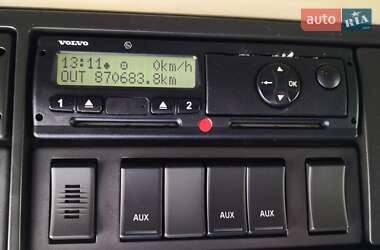 auto RIA
VOLVO
13:11 0km/h
OUT 870683.8km
OK
1 2
AUX AUX AUX